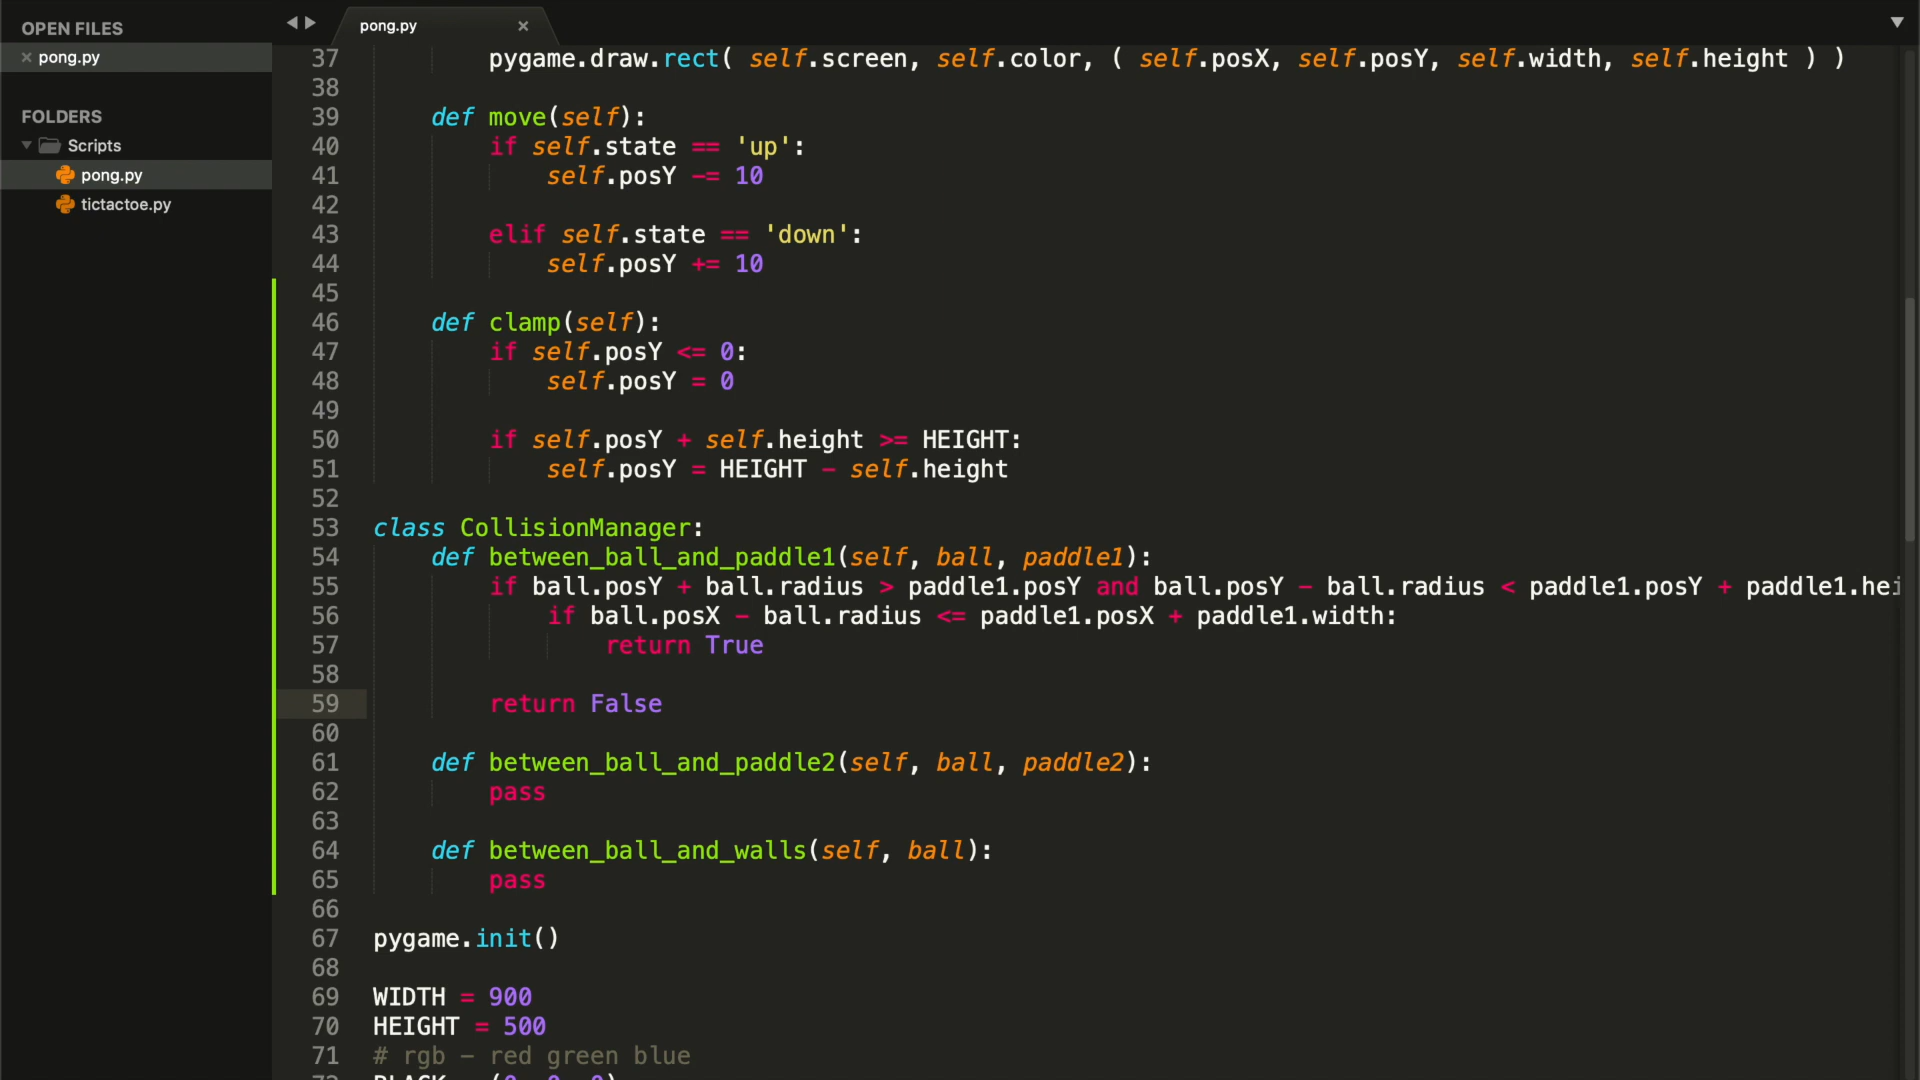 OPEN FILES
× pong.py
FOLDERS
Scripts
pong.py
tictactoe.py
pong.py ×
37 pygame.draw.rect( self.screen, self.color, ( self.posX, self.posY, self.width, self.height ) )
38
39 def move(self):
40 if self.state == 'up':
41 self.posY -= 10
42
43 elif self.state == 'down':
44 self.posY += 10
45
46 def clamp(self):
47 if self.posY <= 0:
48 self.posY = 0
49
50 if self.posY + self.height >= HEIGHT:
51 self.posY = HEIGHT - self.height
52
53 class CollisionManager:
54 def between_ball_and_paddle1(self, ball, paddle1):
55 if ball.posY + ball.radius > paddle1.posY and ball.posY - ball.radius < paddle1.posY + paddle1.hei
56 if ball.posX - ball.radius <= paddle1.posX + paddle1.width:
57 return True
58
59 return False
60
61 def between_ball_and_paddle2(self, ball, paddle2):
62 pass
63
64 def between_ball_and_walls(self, ball):
65 pass
66
67 pygame.init()
68
69 WIDTH = 900
70 HEIGHT = 500
71 # rgb - red green blue